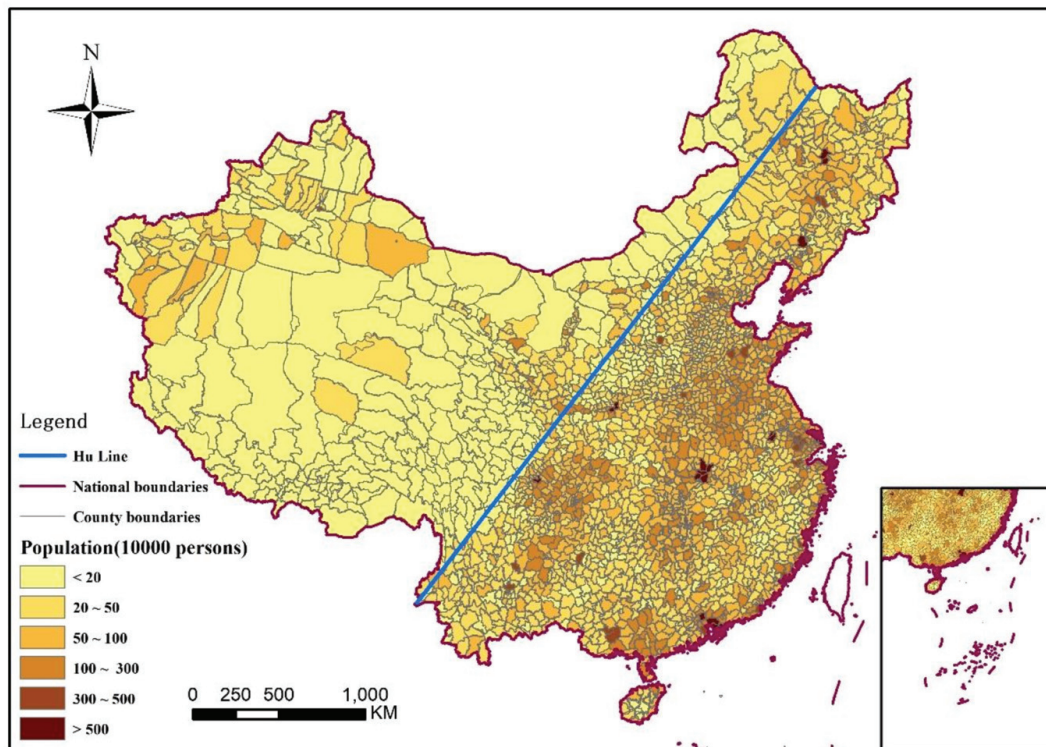 N
Legend
Hu Line
National boundaries
County boundaries
Population(10000 persons)
< 20
20 ~ 50
50 ~ 100
100 ~ 300
300 ~ 500
> 500
0 250 500 1,000
KM